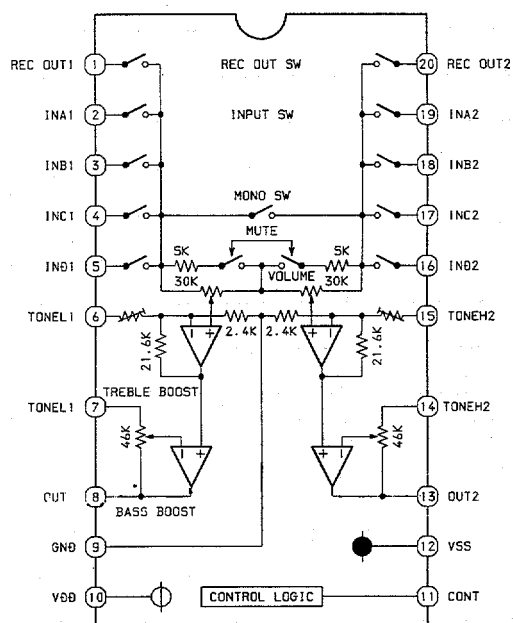 REC OUT1 1 REC OUT SW 20 REC OUT2
INA1 2 INPUT SW 19 INA2
INB1 3 18 INB2
MONO SW
INC1 4 17 INC2
MUTE
IND1 5 5K 5K 16 IND2
30K VOLUME 30K
TONEL1 6 2.4K 2.4K 15 TONEH2
21.6K - + + - 21.6K
TREBLE BOOST
TONEL1 7 14 TONEH2
46K - + + - 46K
OUT 8 13 OUT2
BASS BOOST
GND 9 12 VSS
VDD 10 CONTROL LOGIC 11 CONT